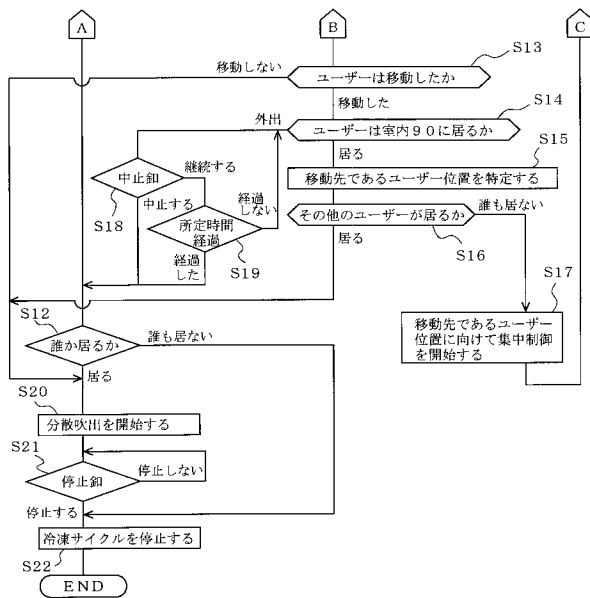 A
B
C
S13
移動しない
ユーザーは移動したか
移動した
S14
外出
ユーザーは室内90に居るか
居る
S15
移動先であるユーザー位置を特定する
中止釦
継続する
S18
中止する
経過
しない
所定時間
経過
その他のユーザーが居るか
誰も居ない
居る
S16
経過
した
S19
S17
移動先であるユーザー
位置に向けて集中制御
を開始する
S12
誰か居るか
誰も居ない
居る
S20
分散吹出を開始する
S21
停止釦
停止しない
停止する
冷凍サイクルを停止する
S22
END